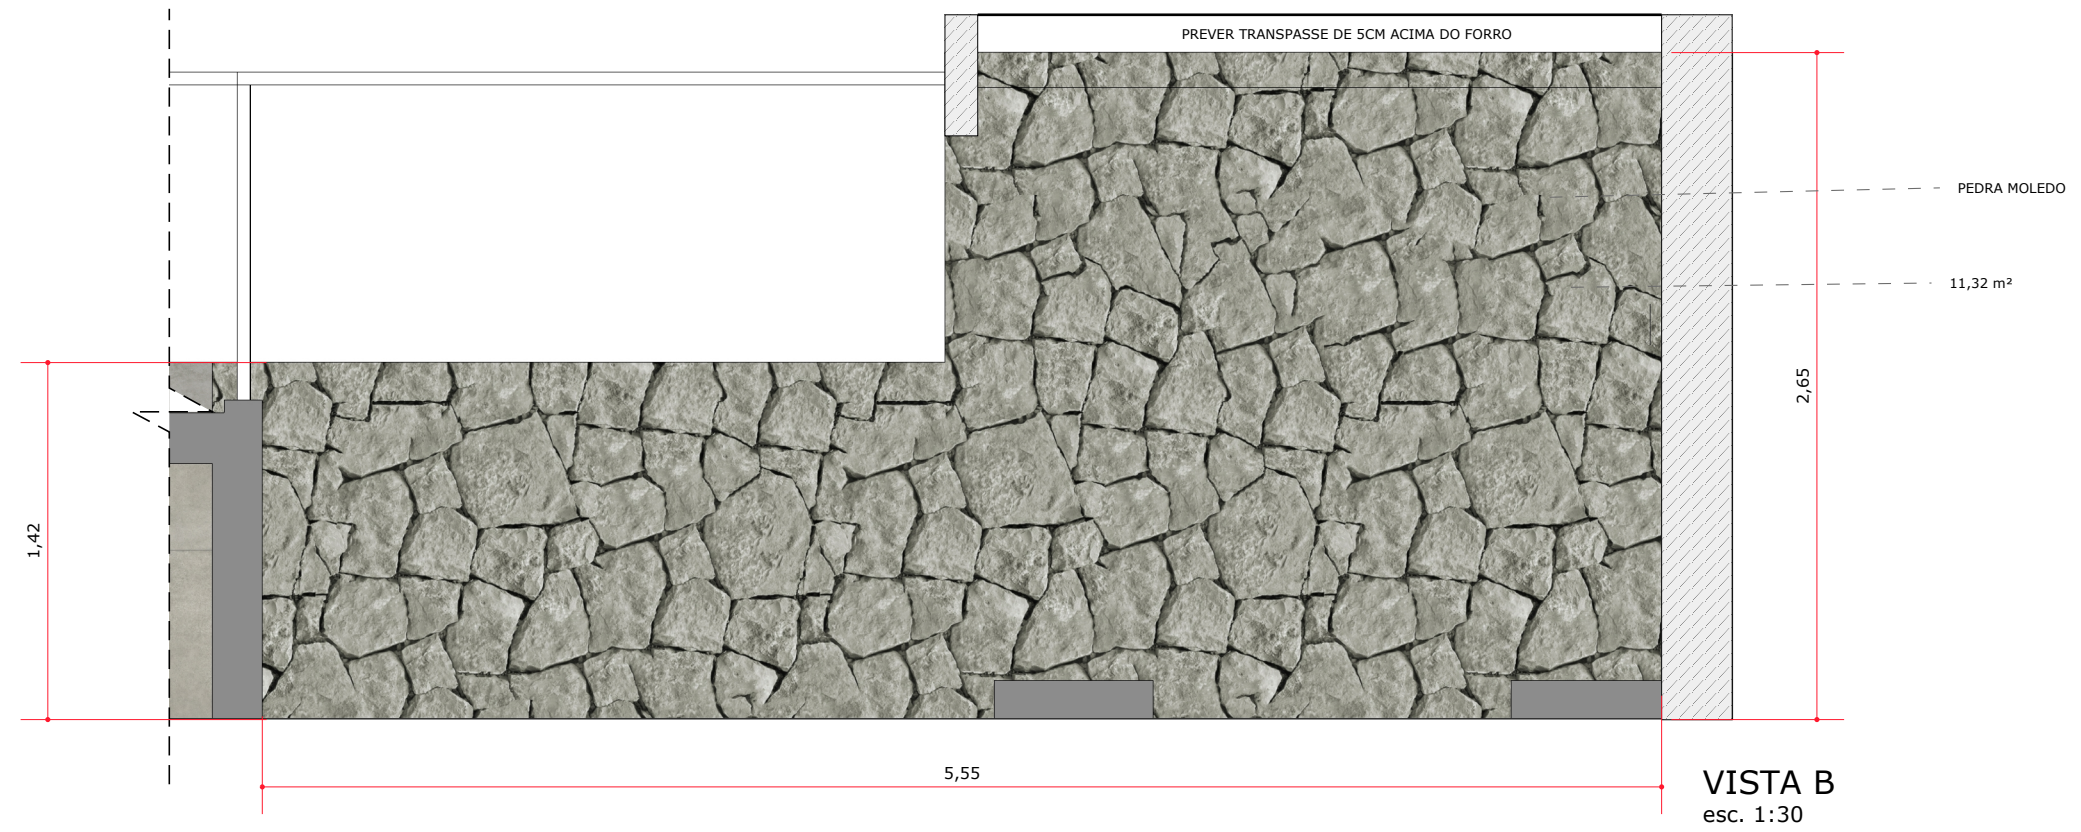 PREVER TRANSPASSE DE 5CM ACIMA DO FORRO
PEDRA MOLEDO
11,32 m²
2,65
1,42
5,55
VISTA B
esc. 1:30